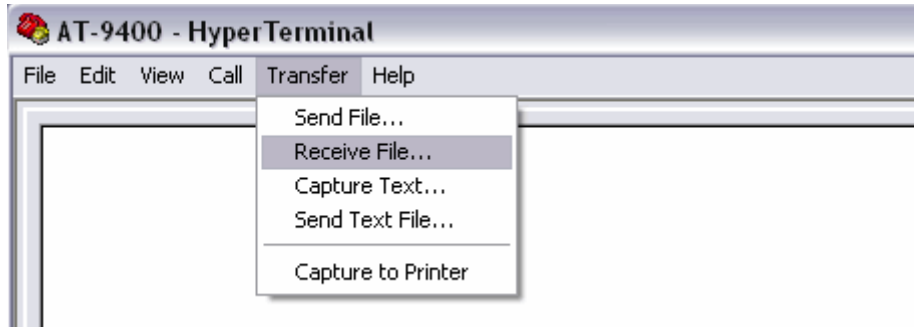 AT-9400 - HyperTerminal
File Edit View Call Transfer Help
Send File...
Receive File...
Capture Text...
Send Text File...
Capture to Printer